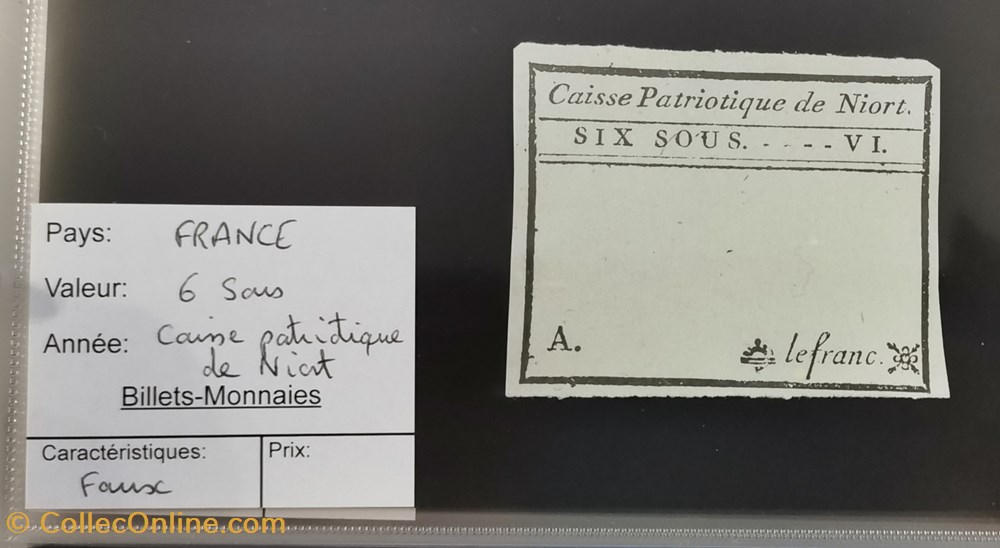 Caisse Patriotique de Niort.
SIX SOUS. - - - - VI.
A.
lefranc.
Pays: FRANCE
Valeur: 6 Sous
Année: Caisse patriotique
de Niort
Billets-Monnaies
Caractéristiques:
Faux
Prix:
© CollecOnline.com